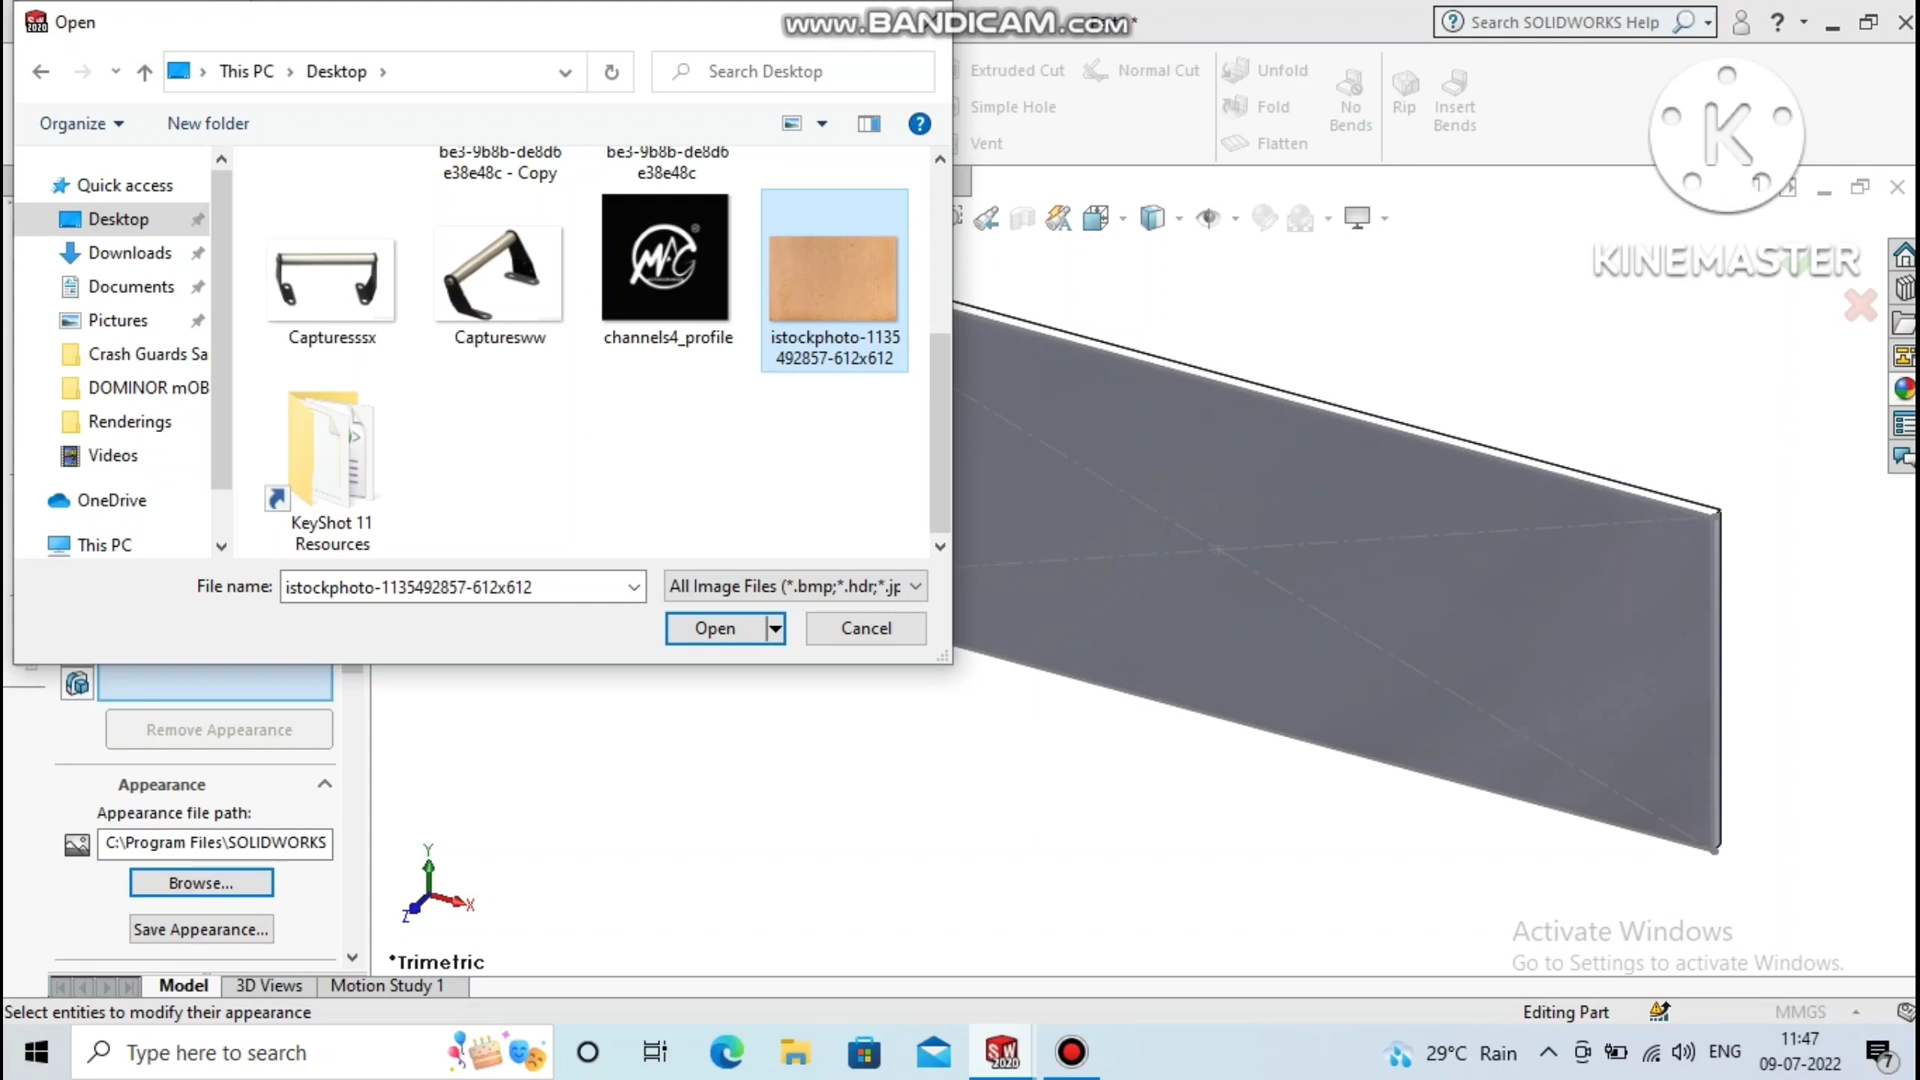 Open
www.BANDICAM.com
Search SOLIDWORKS Help
This PC
Desktop
Search Desktop
Organize
New folder
Extruded Cut
Normal Cut
Unfold
No
Bends
Rip
Insert
Bends
Simple Hole
Fold
Vent
Flatten
K
KINEMASTER
Quick access
Desktop
Downloads
Documents
Pictures
Crash Guards Sa
DOMINOR mOB
Renderings
Videos
OneDrive
This PC
be3-9b8b-de8d6
e38e48c - Copy
be3-9b8b-de8d6
e38e48c
Capturesssx
Capturesww
channels4_profile
istockphoto-1135
492857-612x612
KeyShot 11
Resources
File name:
istockphoto-1135492857-612x612
All Image Files (*.bmp;*.hdr;*.jp
Open
Cancel
Remove Appearance
Appearance
Appearance file path:
C:\Program Files\SOLIDWORKS
Browse...
Save Appearance...
Y
X
Z
*Trimetric
Activate Windows
Go to Settings to activate Windows.
Model
3D Views
Motion Study 1
Select entities to modify their appearance
Editing Part
MMGS
Type here to search
SW
2020
29°C Rain
ENG
11:47
09-07-2022
7